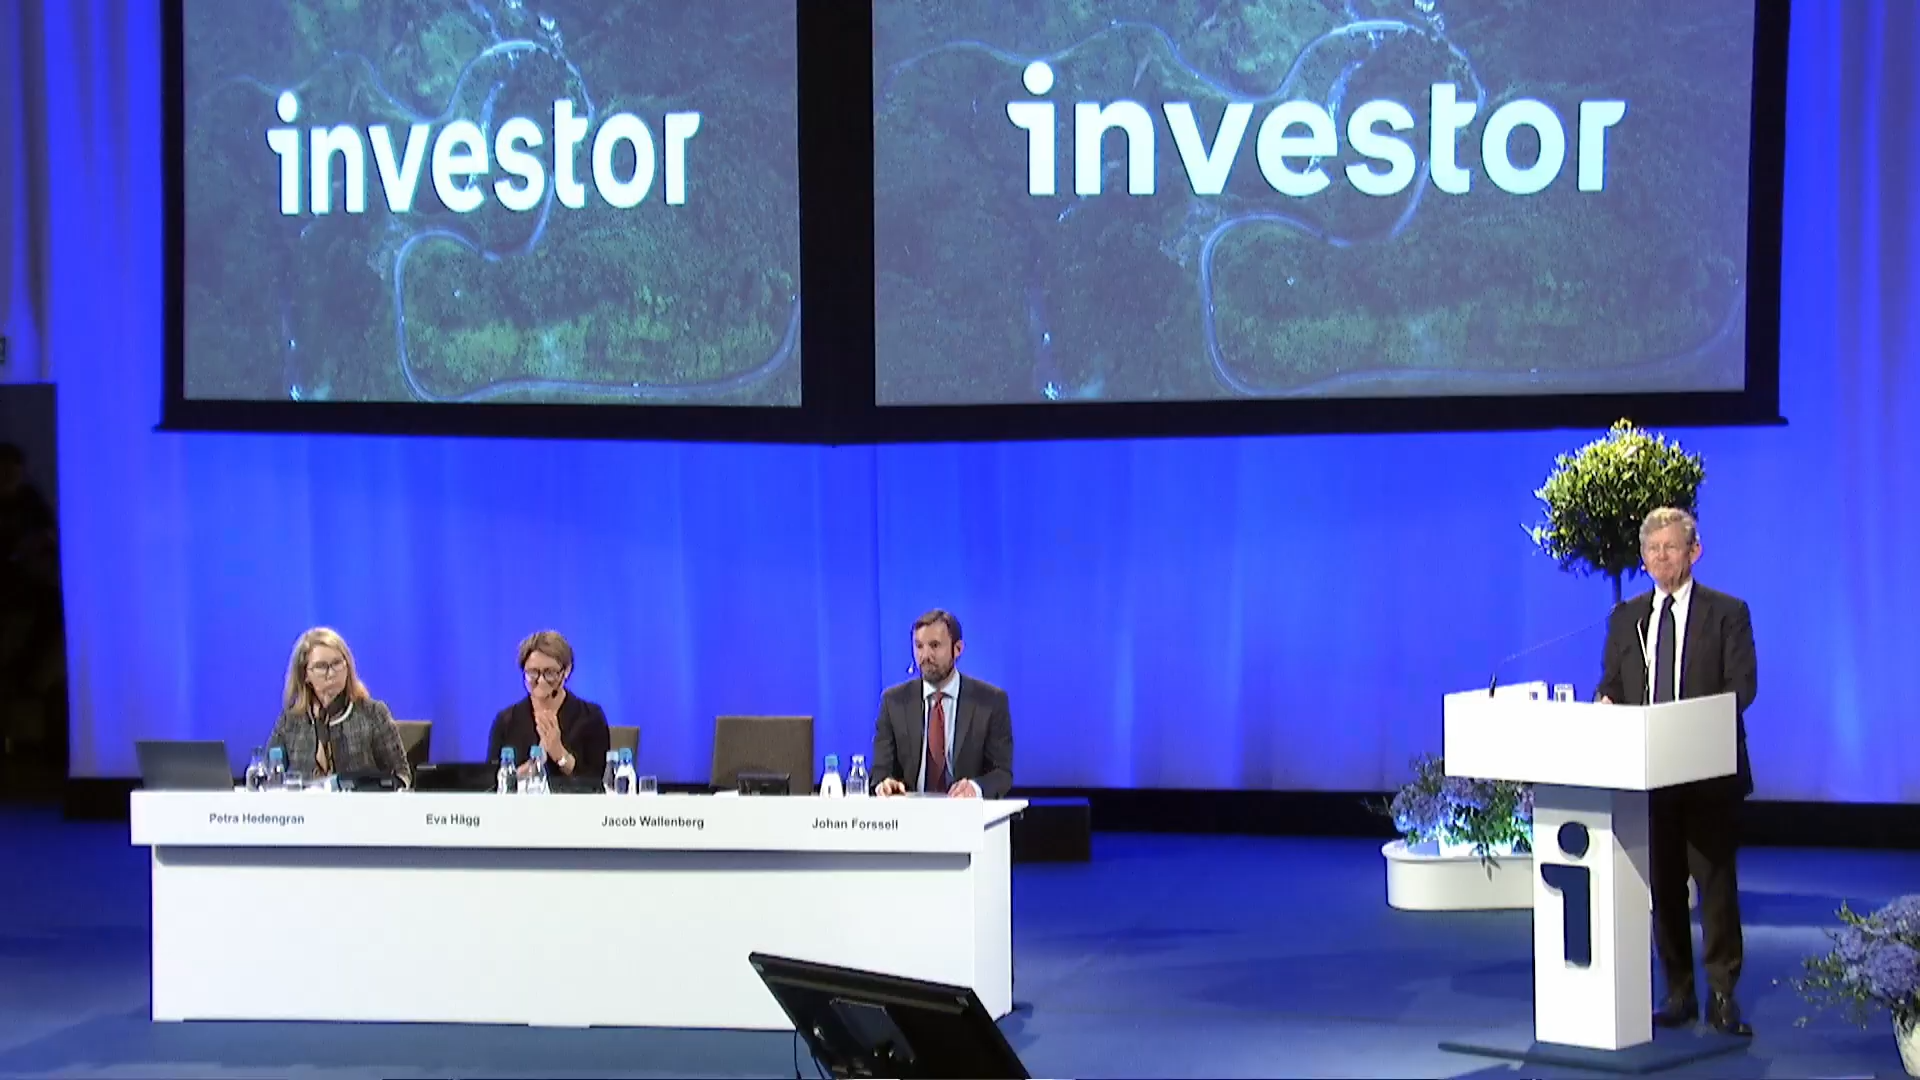 investor
investor
Petra Hedengran
Eva Hägg
Jacob Wallenberg
Johan Forssell
i